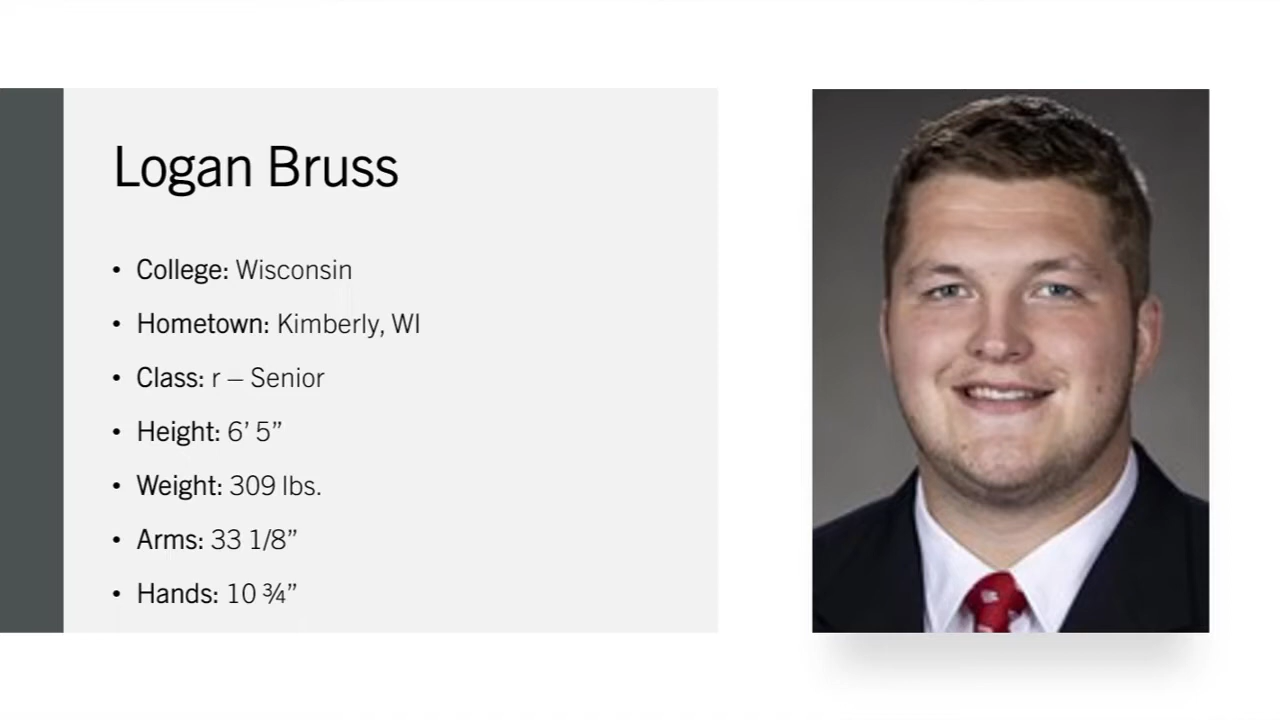 Logan Bruss
• College: Wisconsin
• Hometown: Kimberly, WI
• Class: r – Senior
• Height: 6’ 5”
• Weight: 309 lbs.
• Arms: 33 1/8”
• Hands: 10 ¾”